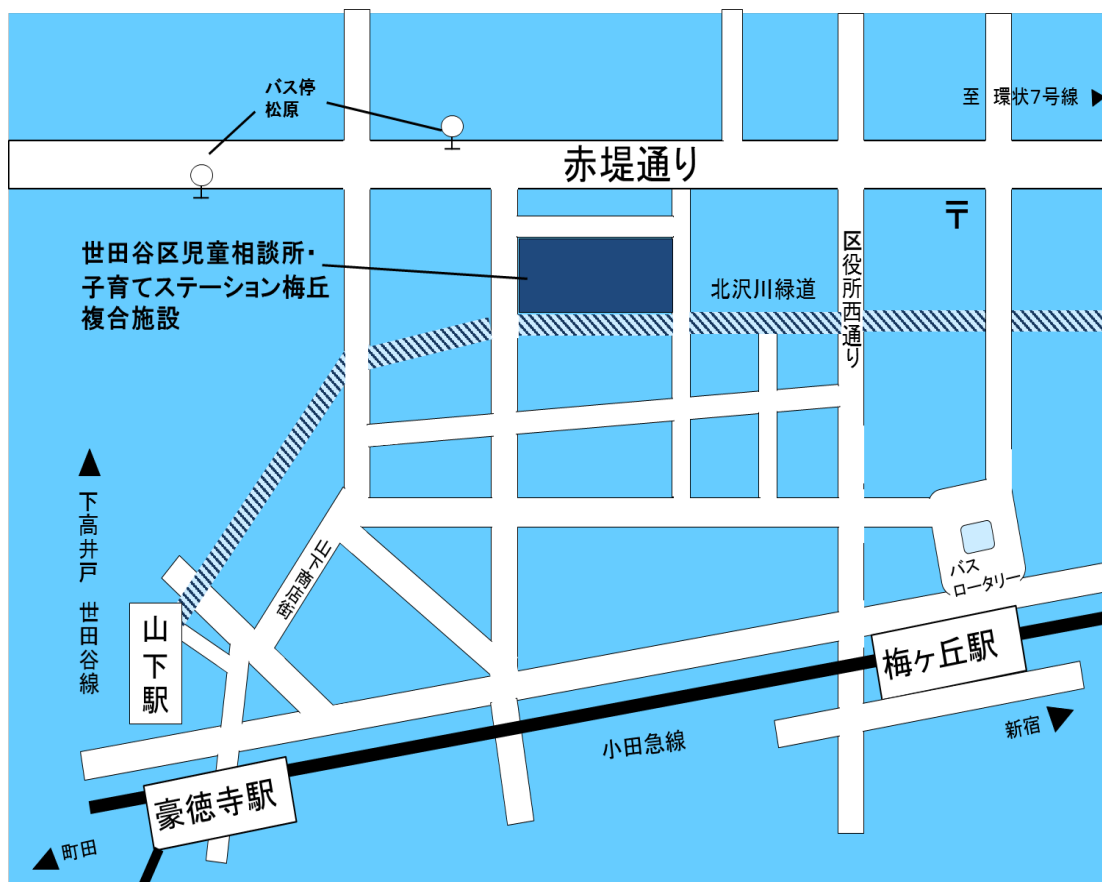 バス停
松原
至 環状7号線
赤堤通り
〒
世田谷区児童相談所・
子育てステーション梅丘
複合施設
北沢川緑道
区役所西通り
下高井戸 世田谷線
山下商店街
バス
ロータリー
山下駅
梅ヶ丘駅
新宿
小田急線
豪徳寺駅
町田